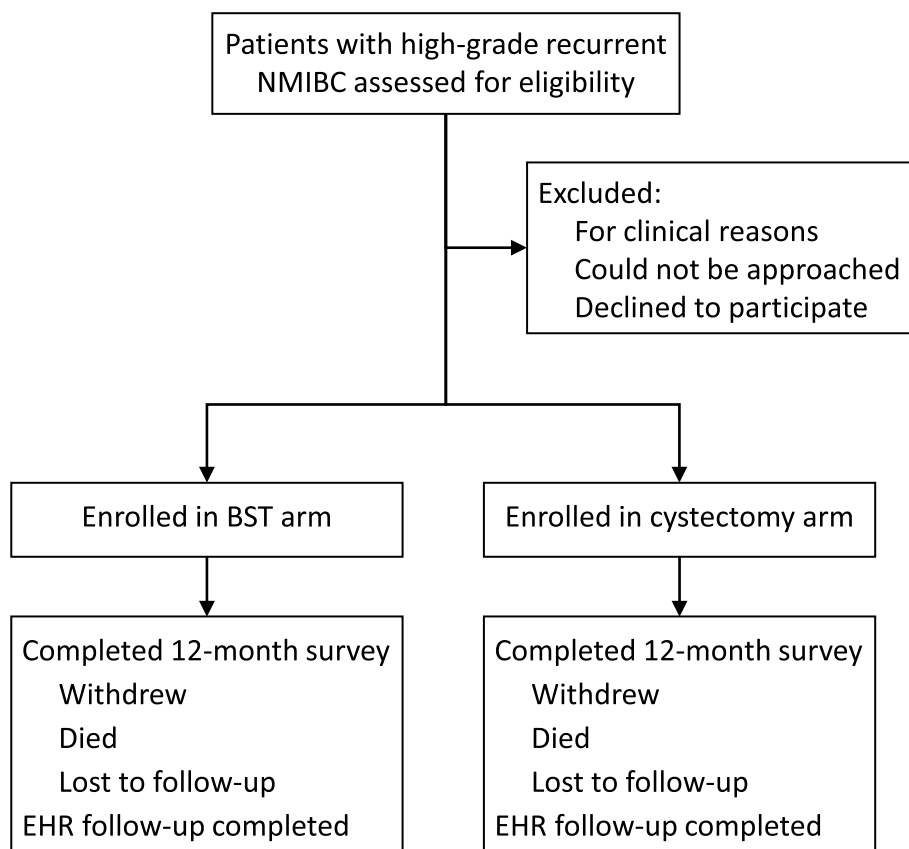 Patients with high-grade recurrent
NMIBC assessed for eligibility
Excluded:
For clinical reasons
Could not be approached
Declined to participate
Enrolled in BST arm
Enrolled in cystectomy arm
Completed 12-month survey
Withdrew
Died
Lost to follow-up
EHR follow-up completed
Completed 12-month survey
Withdrew
Died
Lost to follow-up
EHR follow-up completed